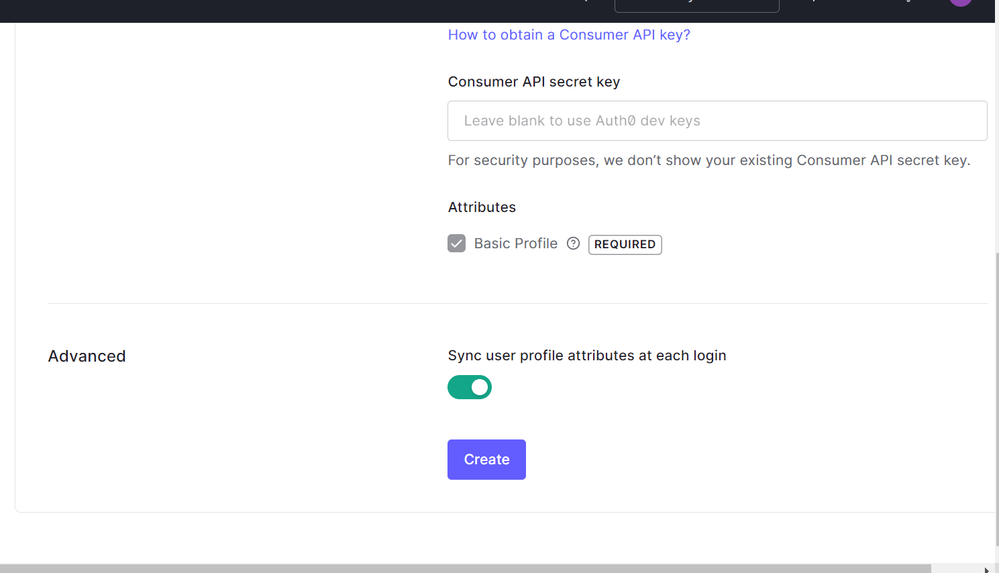 How to obtain a Consumer API key?
Consumer API secret key
Leave blank to use Auth0 dev keys
For security purposes, we don’t show your existing Consumer API secret key.
Attributes
Basic Profile
REQUIRED
Advanced
Sync user profile attributes at each login
Create